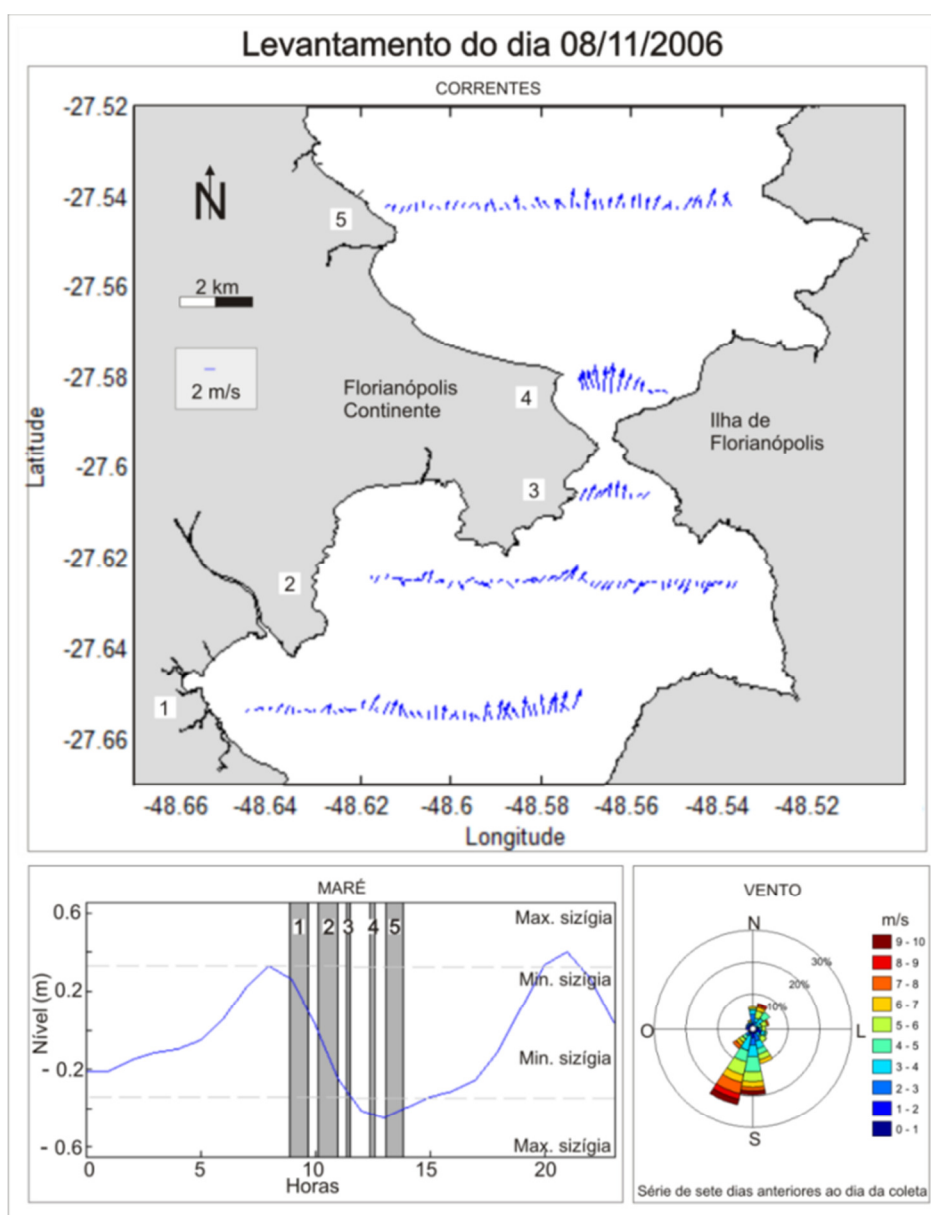 Levantamento do dia 08/11/2006
CORRENTES
-27.52
-27.54
-27.56
-27.58
-27.6
-27.62
-27.64
-27.66
Latitude
N
2 km
2 m/s
5
4
3
2
1
Florianópolis
Continente
Ilha de
Florianópolis
-48.66 -48.64 -48.62 -48.6 -48.58 -48.56 -48.54 -48.52
Longitude
MARÉ
0.6
0.2
- 0.2
- 0.6
Nível (m)
1 2 3 4 5
Max. sizígia
Min. sizígia
Min. sizígia
Max. sizígia
0 5 10 15 20
Horas
VENTO
N
O
L
S
30%
20%
10%
m/s
9 - 10
8 - 9
7 - 8
6 - 7
5 - 6
4 - 5
3 - 4
2 - 3
1 - 2
0 - 1
Série de sete dias anteriores ao dia da coleta